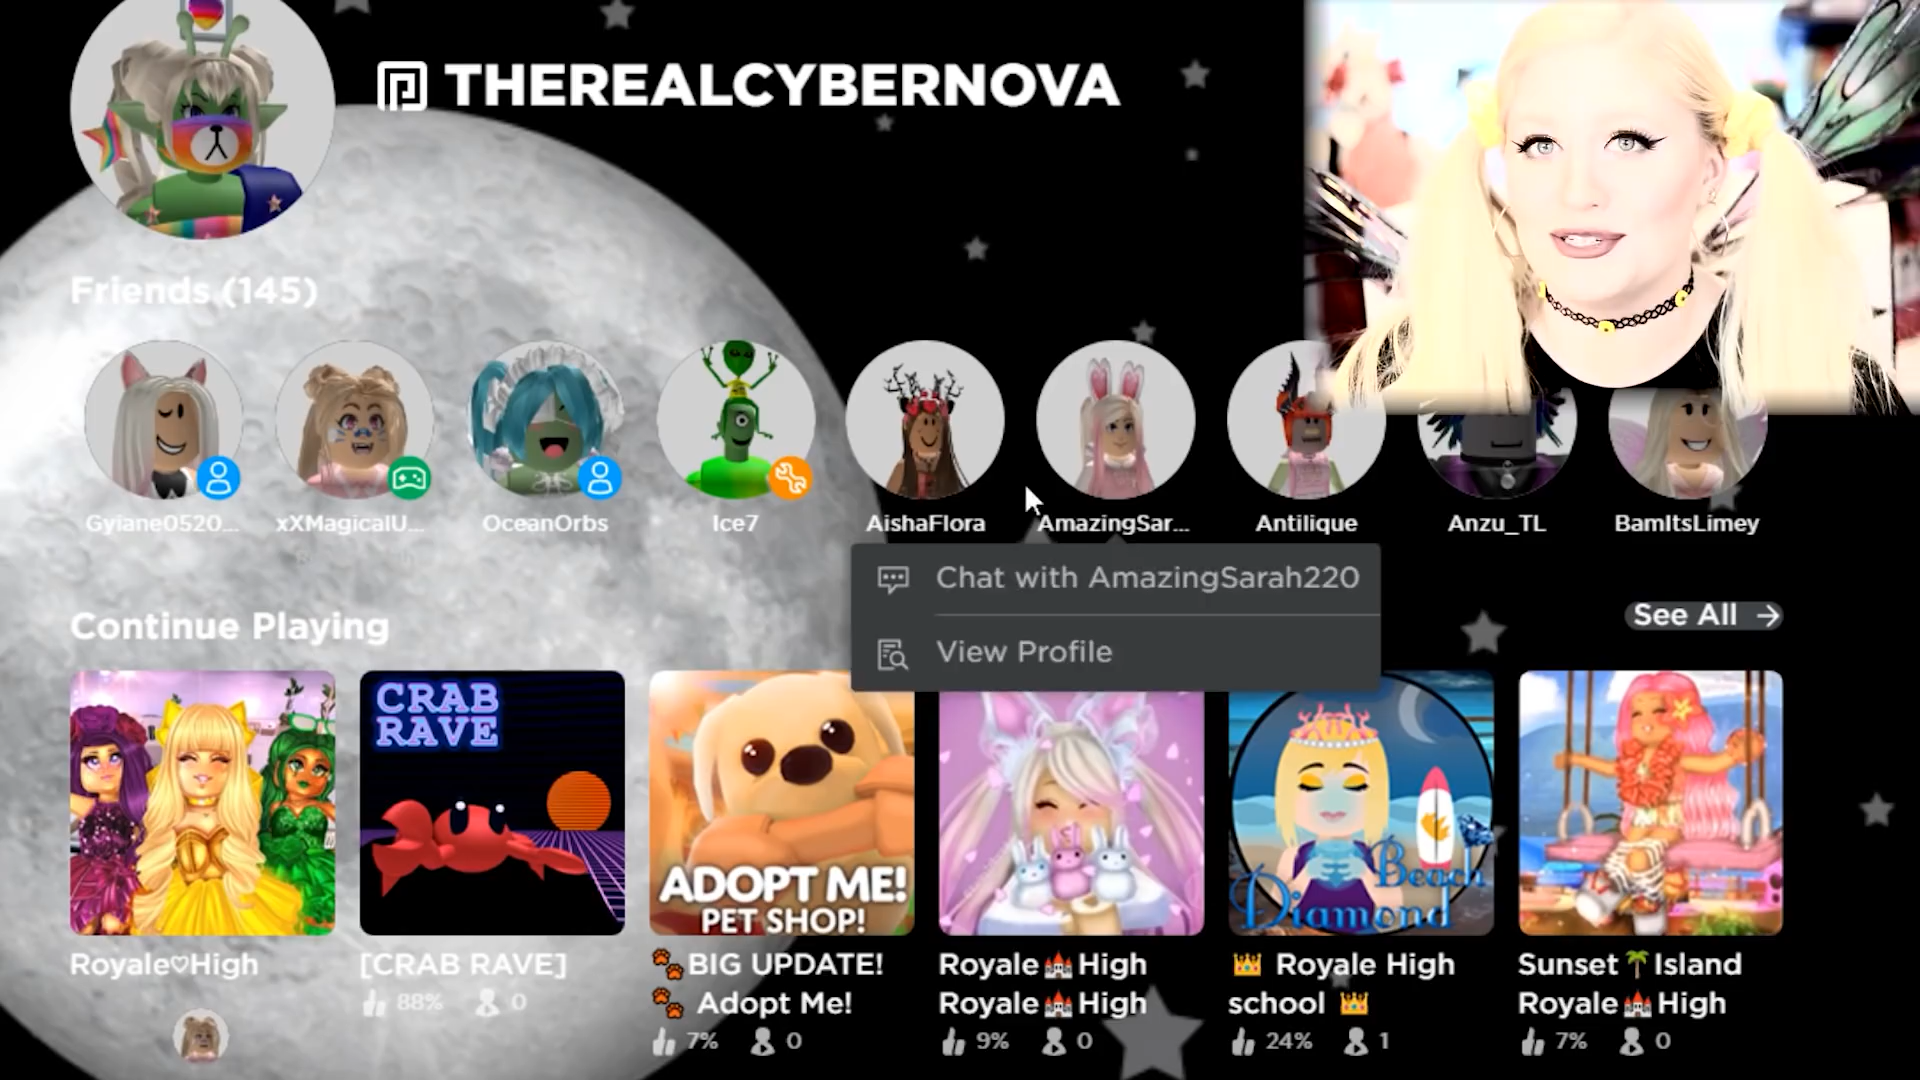 THEREALCYBERNOVA
Friends (145)
Gyiane0520...
xXMagicalU...
OceanOrbs
Ice7
AishaFlora
AmazingSar...
Antilique
Anzu_TL
BamItsLimey
Chat with AmazingSarah220
View Profile
Continue Playing
See All →
CRAB
RAVE
ADOPT ME!
PET SHOP!
Beach
Diamond
Royale♡High
[CRAB RAVE]
88% 0
🐾BIG UPDATE!
🐾 Adopt Me!
7% 0
Royale🏰High
Royale🏰High
9% 0
👑 Royale High
school 👑
24% 1
Sunset🌴Island
Royale🏰High
7% 0